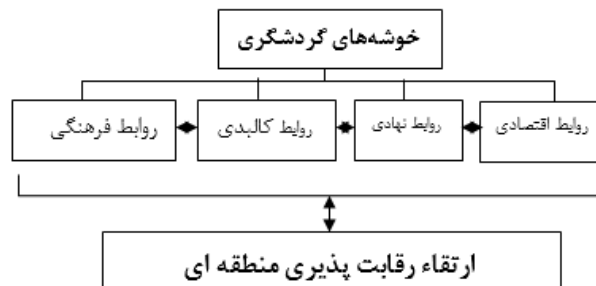 خوشه‌های گردشگری
روابط اقتصادی
روابط نهادی
روابط کالبدی
روابط فرهنگی
ارتقاء رقابت پذیری منطقه ای